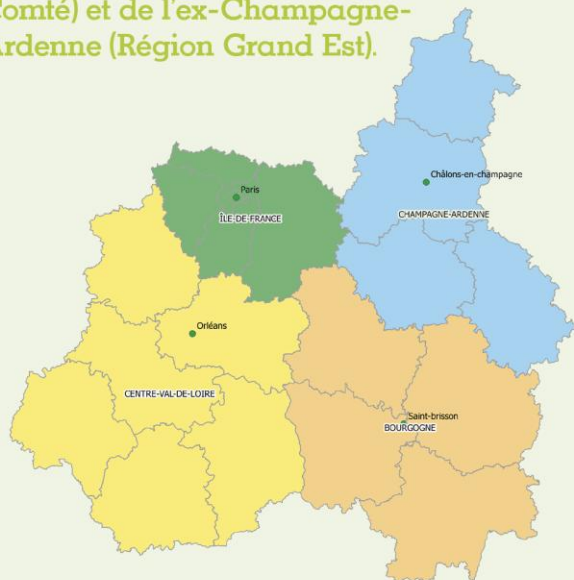 Comté) et de l'ex-Champagne-
Ardenne (Région Grand Est).
Châlons-en-champagne
Paris
CHAMPAGNE-ARDENNE
ÎLE-DE-FRANCE
Orléans
CENTRE-VAL-DE-LOIRE
Saint-brisson
BOURGOGNE